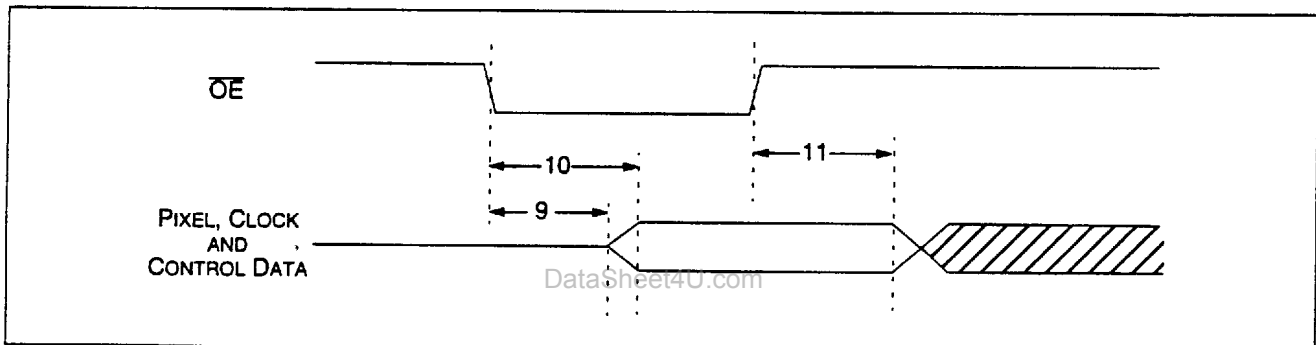 OE
10
11
9
PIXEL, CLOCK
AND
CONTROL DATA
DataSheet4U.com